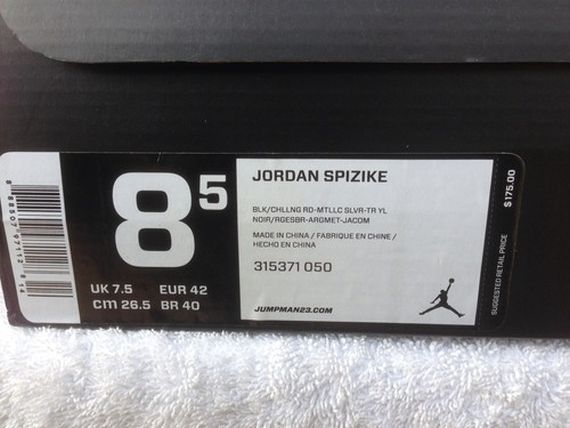 8 5
UK 7.5 EUR 42
cm 26.5 BR 40
JORDAN SPIZIKE
BLK/CHLLNG RD-MTLLC SLVR-TR YL
NOIR/RGESBR-ARGMET-JACOM
MADE IN CHINA / FABRIQUE EN CHINE /
HECHO EN CHINA
315371 050
JUMPMAN23.COM
SUGGESTED RETAIL PRICE $175.00